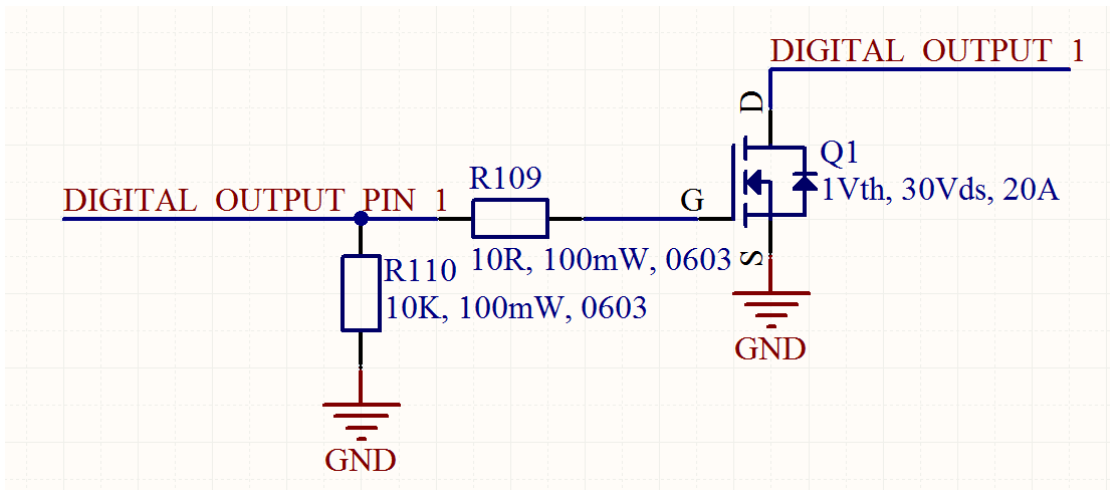 DIGITAL OUTPUT 1
D
Q1
1Vth, 30Vds, 20A
R109
DIGITAL OUTPUT PIN 1
G
10R, 100mW, 0603
S
R110
10K, 100mW, 0603
GND
GND